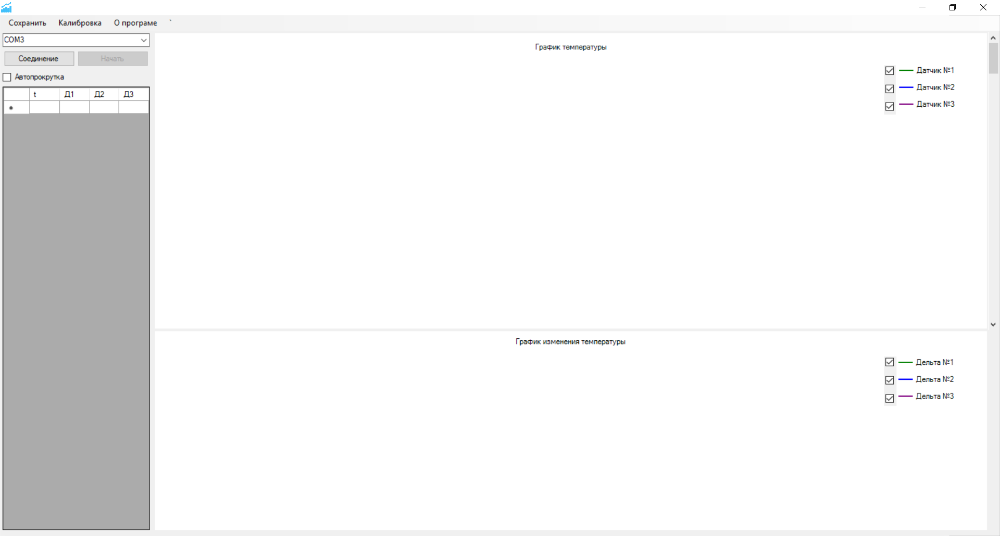 Сохранить Калибровка О програме `
COM3
Соединение Начать
Автопрокрутка
t Д1 Д2 Д3
График температуры
Датчик №1
Датчик №2
Датчик №3
График изменения температуры
Дельта №1
Дельта №2
Дельта №3